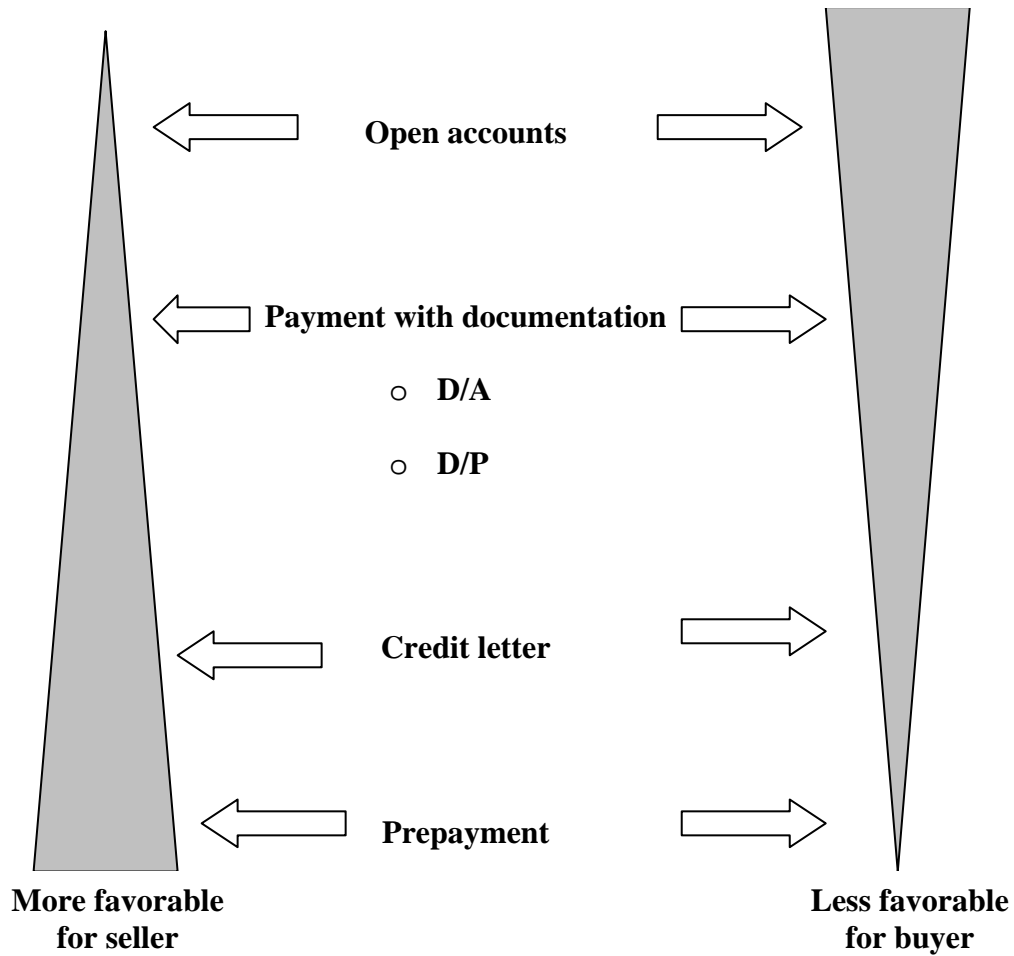 Open accounts
Payment with documentation
o D/A
o D/P
Credit letter
Prepayment
More favorable
for seller
Less favorable
for buyer